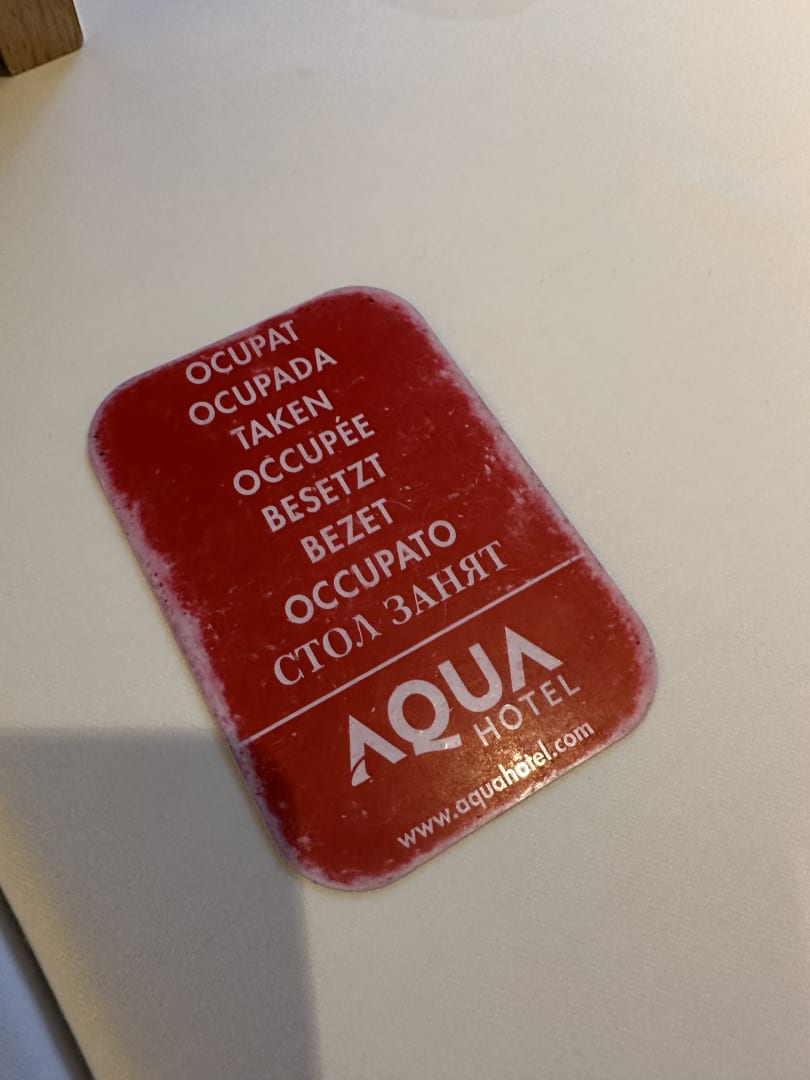 OCUPAT
OCUPADA
TAKEN
OCCUPÉE
BESETZT
BEZET
OCCUPATO
СТОЛ ЗАНЯТ
AQUA
HOTEL
www.aquahotel.com